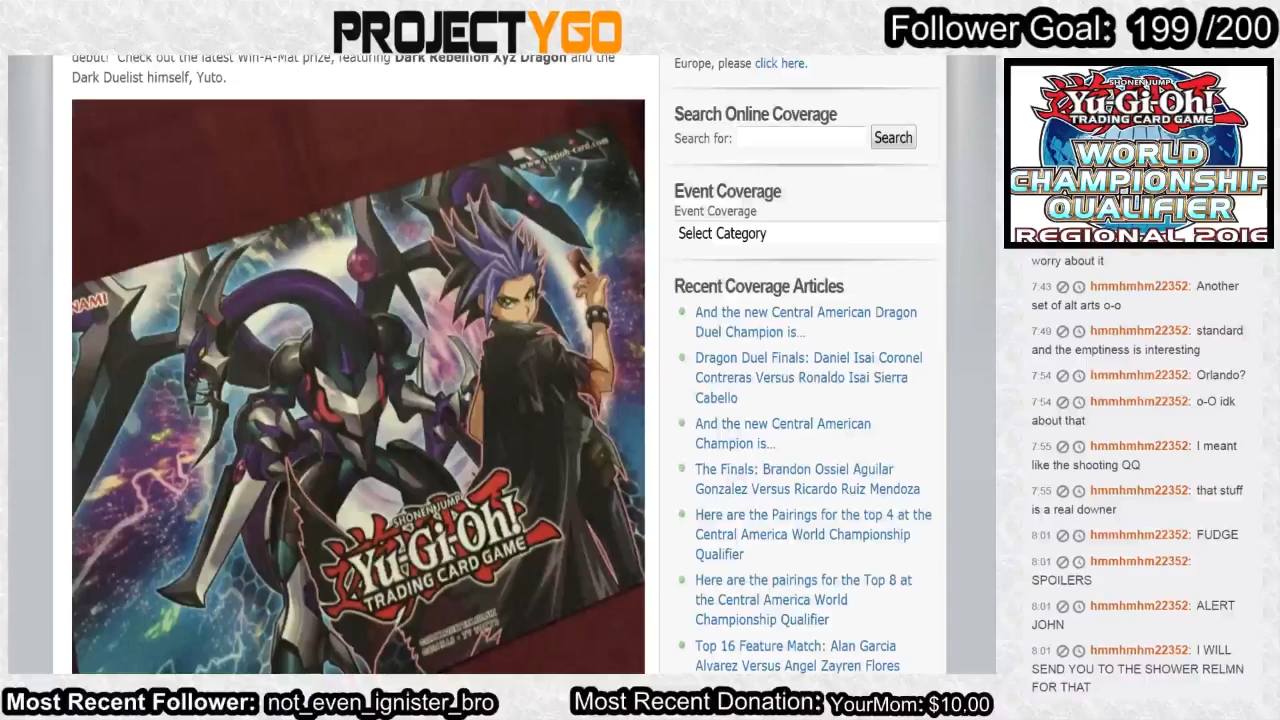 PROJECTYGO
Follower Goal: 199 /200
debut! Check out the latest Win-A-Mat prize, featuring Dark Rebellion Xyz Dragon and the
Dark Duelist himself, Yuto.
www.yugioh-card.com
KONAMI
SHONEN JUMP
Yu-Gi-Oh!
TRADING CARD GAME
Europe, please click here.
Search Online Coverage
Search for:
Search
Event Coverage
Event Coverage
Select Category
Recent Coverage Articles
And the new Central American Dragon
Duel Champion is…
Dragon Duel Finals: Daniel Isai Coronel
Contreras Versus Ronaldo Isai Sierra
Cabello
And the new Central American
Champion is…
The Finals: Brandon Ossiel Aguilar
Gonzalez Versus Ricardo Ruiz Mendoza
Here are the Pairings for the top 4 at the
Central America World Championship
Qualifier
Here are the pairings for the Top 8 at
the Central America World
Championship Qualifier
Top 16 Feature Match: Alan Garcia
Alvarez Versus Angel Zayren Flores
SHONEN JUMP
Yu-Gi-Oh!
TRADING CARD GAME
WORLD
CHAMPIONSHIP
QUALIFIER
REGIONAL 2016
worry about it
7:43 hmmhmhm22352: Another
set of alt arts o-o
7:49 hmmhmhm22352: standard
and the emptiness is interesting
7:54 hmmhmhm22352: Orlando?
7:54 hmmhmhm22352: o-O idk
about that
7:55 hmmhmhm22352: I meant
like the shooting QQ
7:55 hmmhmhm22352: that stuff
is a real downer
8:01 hmmhmhm22352: FUDGE
8:01 hmmhmhm22352:
SPOILERS
8:01 hmmhmhm22352: ALERT
JOHN
8:01 hmmhmhm22352: I WILL
SEND YOU TO THE SHOWER RELMN
FOR THAT
Most Recent Follower: not_even_ignister_bro
Most Recent Donation: YourMom: $10.00